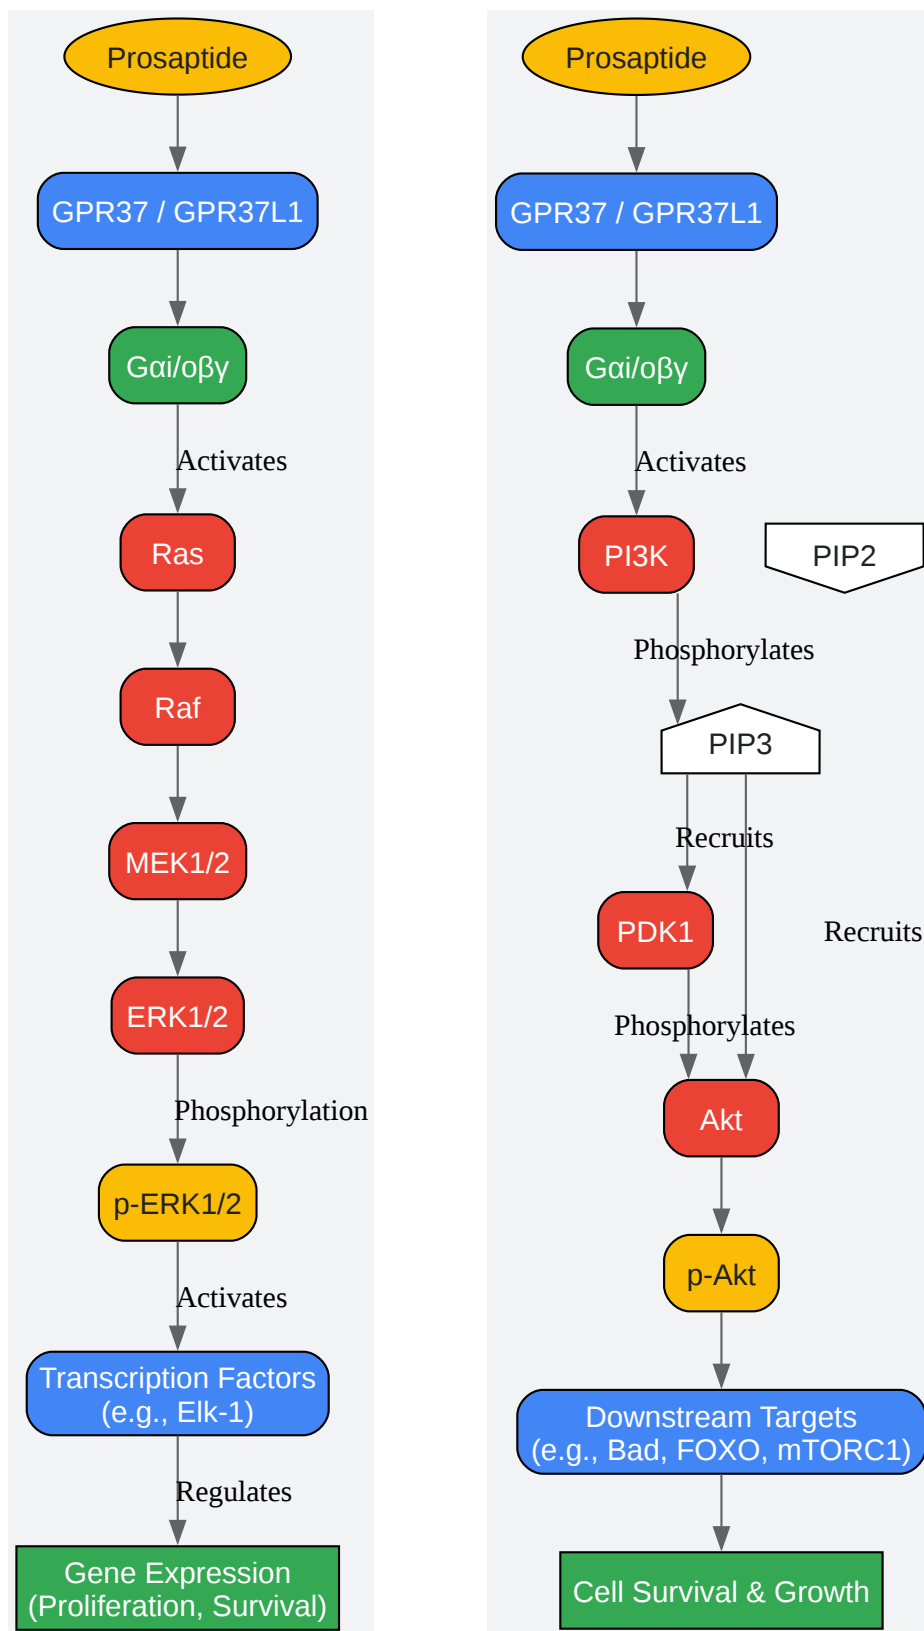 Prosaptide
GPR37 / GPR37L1
Gαi/oβγ
Activates
Ras
Raf
MEK1/2
ERK1/2
Phosphorylation
p-ERK1/2
Activates
Transcription Factors
(e.g., Elk-1)
Regulates
Gene Expression
(Proliferation, Survival)
Prosaptide
GPR37 / GPR37L1
Gαi/oβγ
Activates
PI3K
PIP2
Phosphorylates
PIP3
Recruits
PDK1
Recruits
Phosphorylates
Akt
p-Akt
Downstream Targets
(e.g., Bad, FOXO, mTORC1)
Cell Survival & Growth